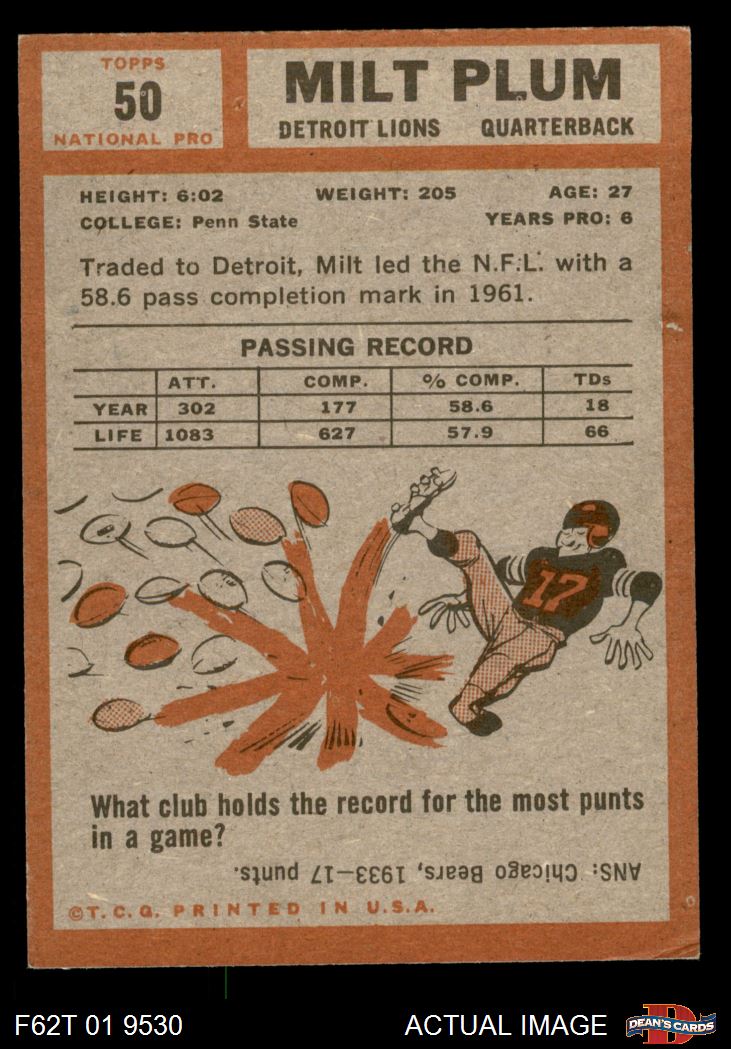 TOPPS
50
NATIONAL PRO
MILT PLUM
DETROIT LIONS QUARTERBACK
HEIGHT: 6:02 WEIGHT: 205 AGE: 27
COLLEGE: Penn State YEARS PRO: 6
Traded to Detroit, Milt led the N.F.L. with a
58.6 pass completion mark in 1961.
PASSING RECORD
ATT. COMP. % COMP. TDs
YEAR 302 177 58.6 18
LIFE 1083 627 57.9 66
17
What club holds the record for the most punts
in a game?
ANS: Chicago Bears, 1933—17 punts.
©T.C.G. PRINTED IN U.S.A.
F62T 01 9530 ACTUAL IMAGE
D
DEAN'S CARDS